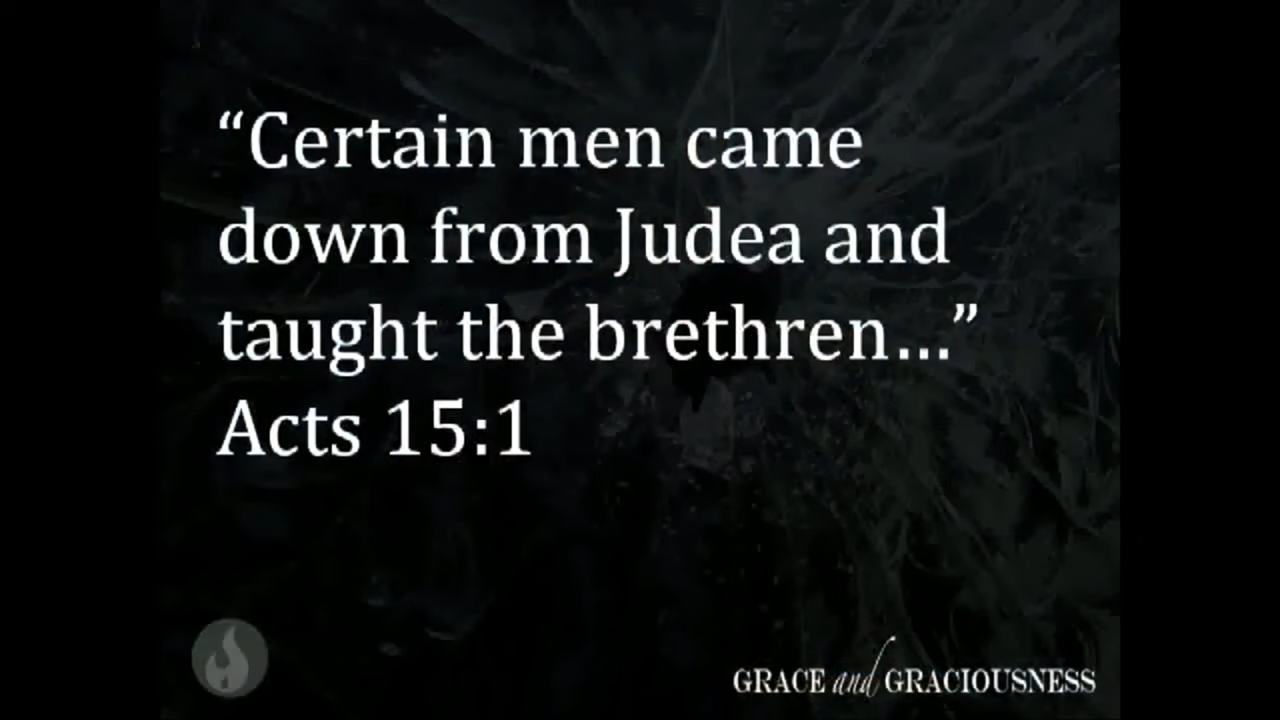 “Certain men came
down from Judea and
taught the brethren…”
Acts 15:1
GRACE and GRACIOUSNESS